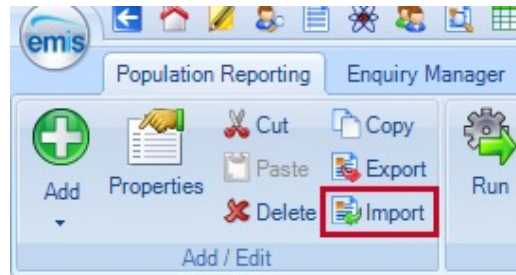 emis
Population Reporting Enquiry Manager
Add
Properties
Cut Copy
Paste Export
Delete Import
Run
Add / Edit